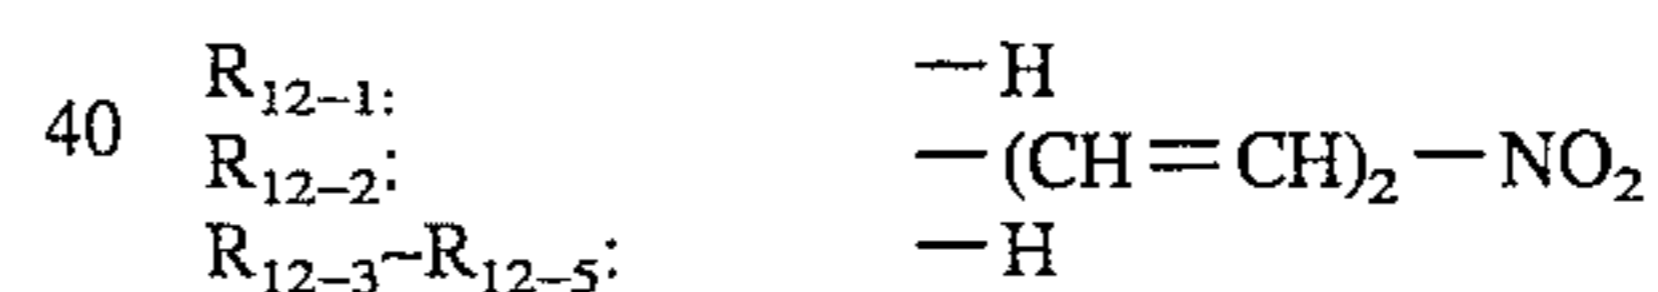 R₁₂₋₁: —H
40 R₁₂₋₂: —(CH=CH)₂—NO₂
R₁₂₋₃~R₁₂₋₅: —H